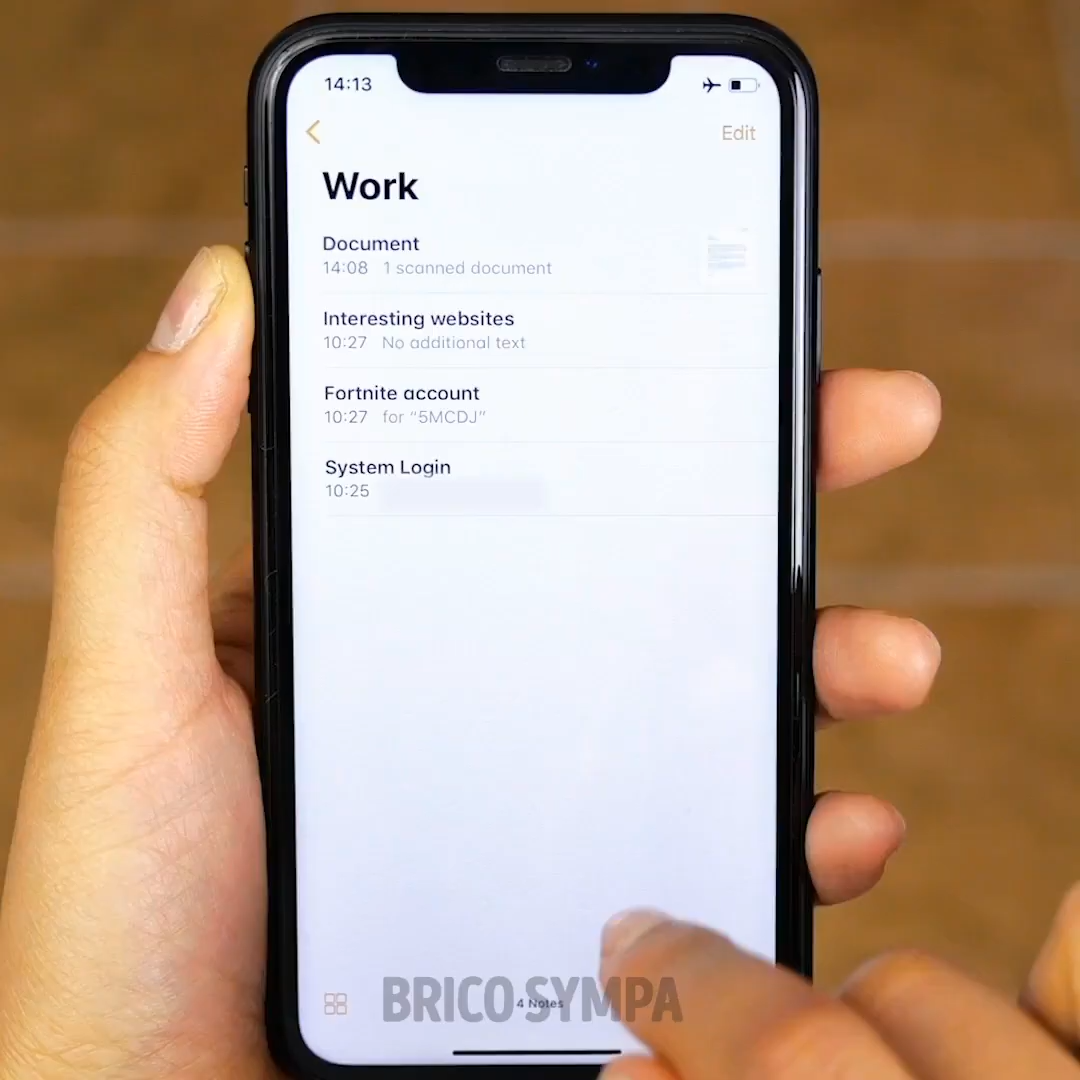 14:13
Edit
Work
Document
14:08 1 scanned document
Interesting websites
10:27 No additional text
Fortnite account
10:27 for “5MCDJ”
System Login
10:25
4 Notes
BRICO SYMPA